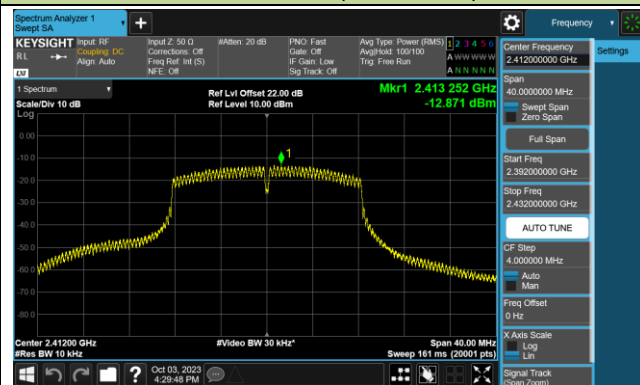 Spectrum Analyzer 1
Swept SA
Frequency
KEYSIGHT
RL
LXI
Input: RF
Coupling: DC
Align: Auto
Input Z: 50 Ω
Corrections: Off
Freq Ref: Int (S)
NFE: Off
#Atten: 20 dB
PNO: Fast
Gate: Off
IF Gain: Low
Sig Track: Off
Avg Type: Power (RMS)
Avg|Hold: 100/100
Trig: Free Run
1 2 3 4 5 6
A W W W W W
A N N N N N
Center Frequency
2.412000000 GHz
Settings
Span
40.0000000 MHz
Swept Span
Zero Span
Full Span
Start Freq
2.392000000 GHz
Stop Freq
2.432000000 GHz
AUTO TUNE
CF Step
4.000000 MHz
Auto
Man
Freq Offset
0 Hz
X Axis Scale
Log
Lin
Signal Track
(Span Zoom)
1 Spectrum
Scale/Div 10 dB
Log
Ref Lvl Offset 22.00 dB
Ref Level 10.00 dBm
Mkr1 2.413 252 GHz
-12.871 dBm
1
0.00
-10.0
-20.0
-30.0
-40.0
-50.0
-60.0
-70.0
-80.0
Center 2.41200 GHz
#Res BW 10 kHz
#Video BW 30 kHz*
Span 40.00 MHz
Sweep 161 ms (20001 pts)
?
Oct 03, 2023
4:29:48 PM